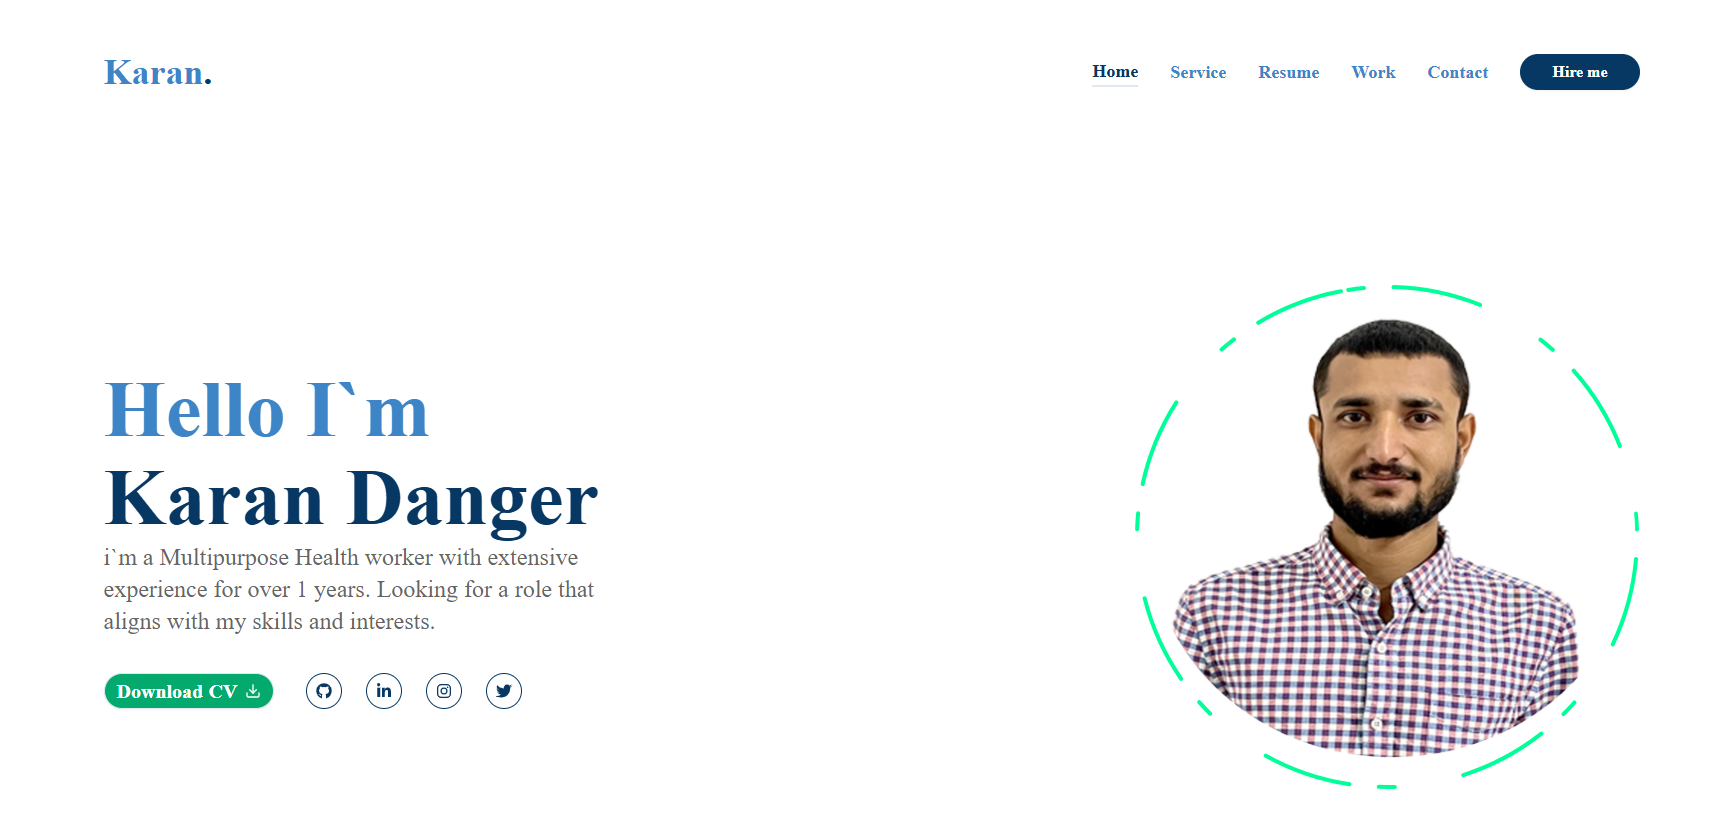 Karan.
Home Service Resume Work Contact Hire me
Hello I`m
Karan Danger
i`m a Multipurpose Health worker with extensive
experience for over 1 years. Looking for a role that
aligns with my skills and interests.
Download CV
in